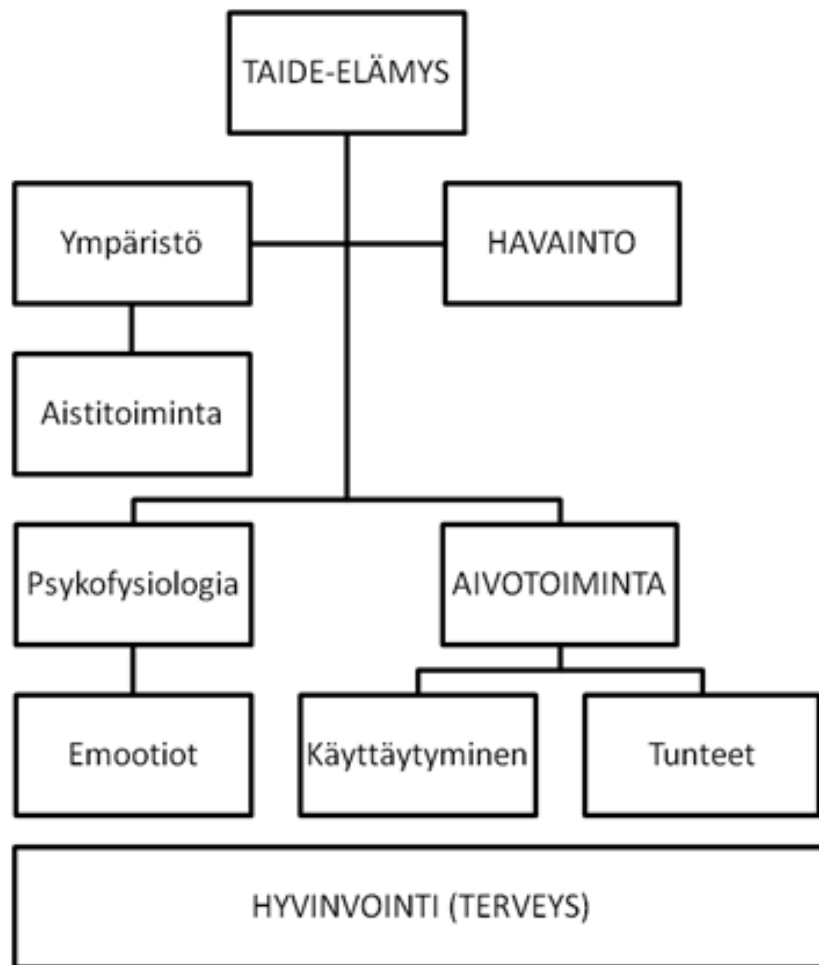 TAIDE-ELÄMYS
Ympäristö
HAVAINTO
Aistitoiminta
Psykofysiologia
AIVOTOIMINTA
Emootiot
Käyttäytyminen
Tunteet
HYVINVOINTI (TERVEYS)